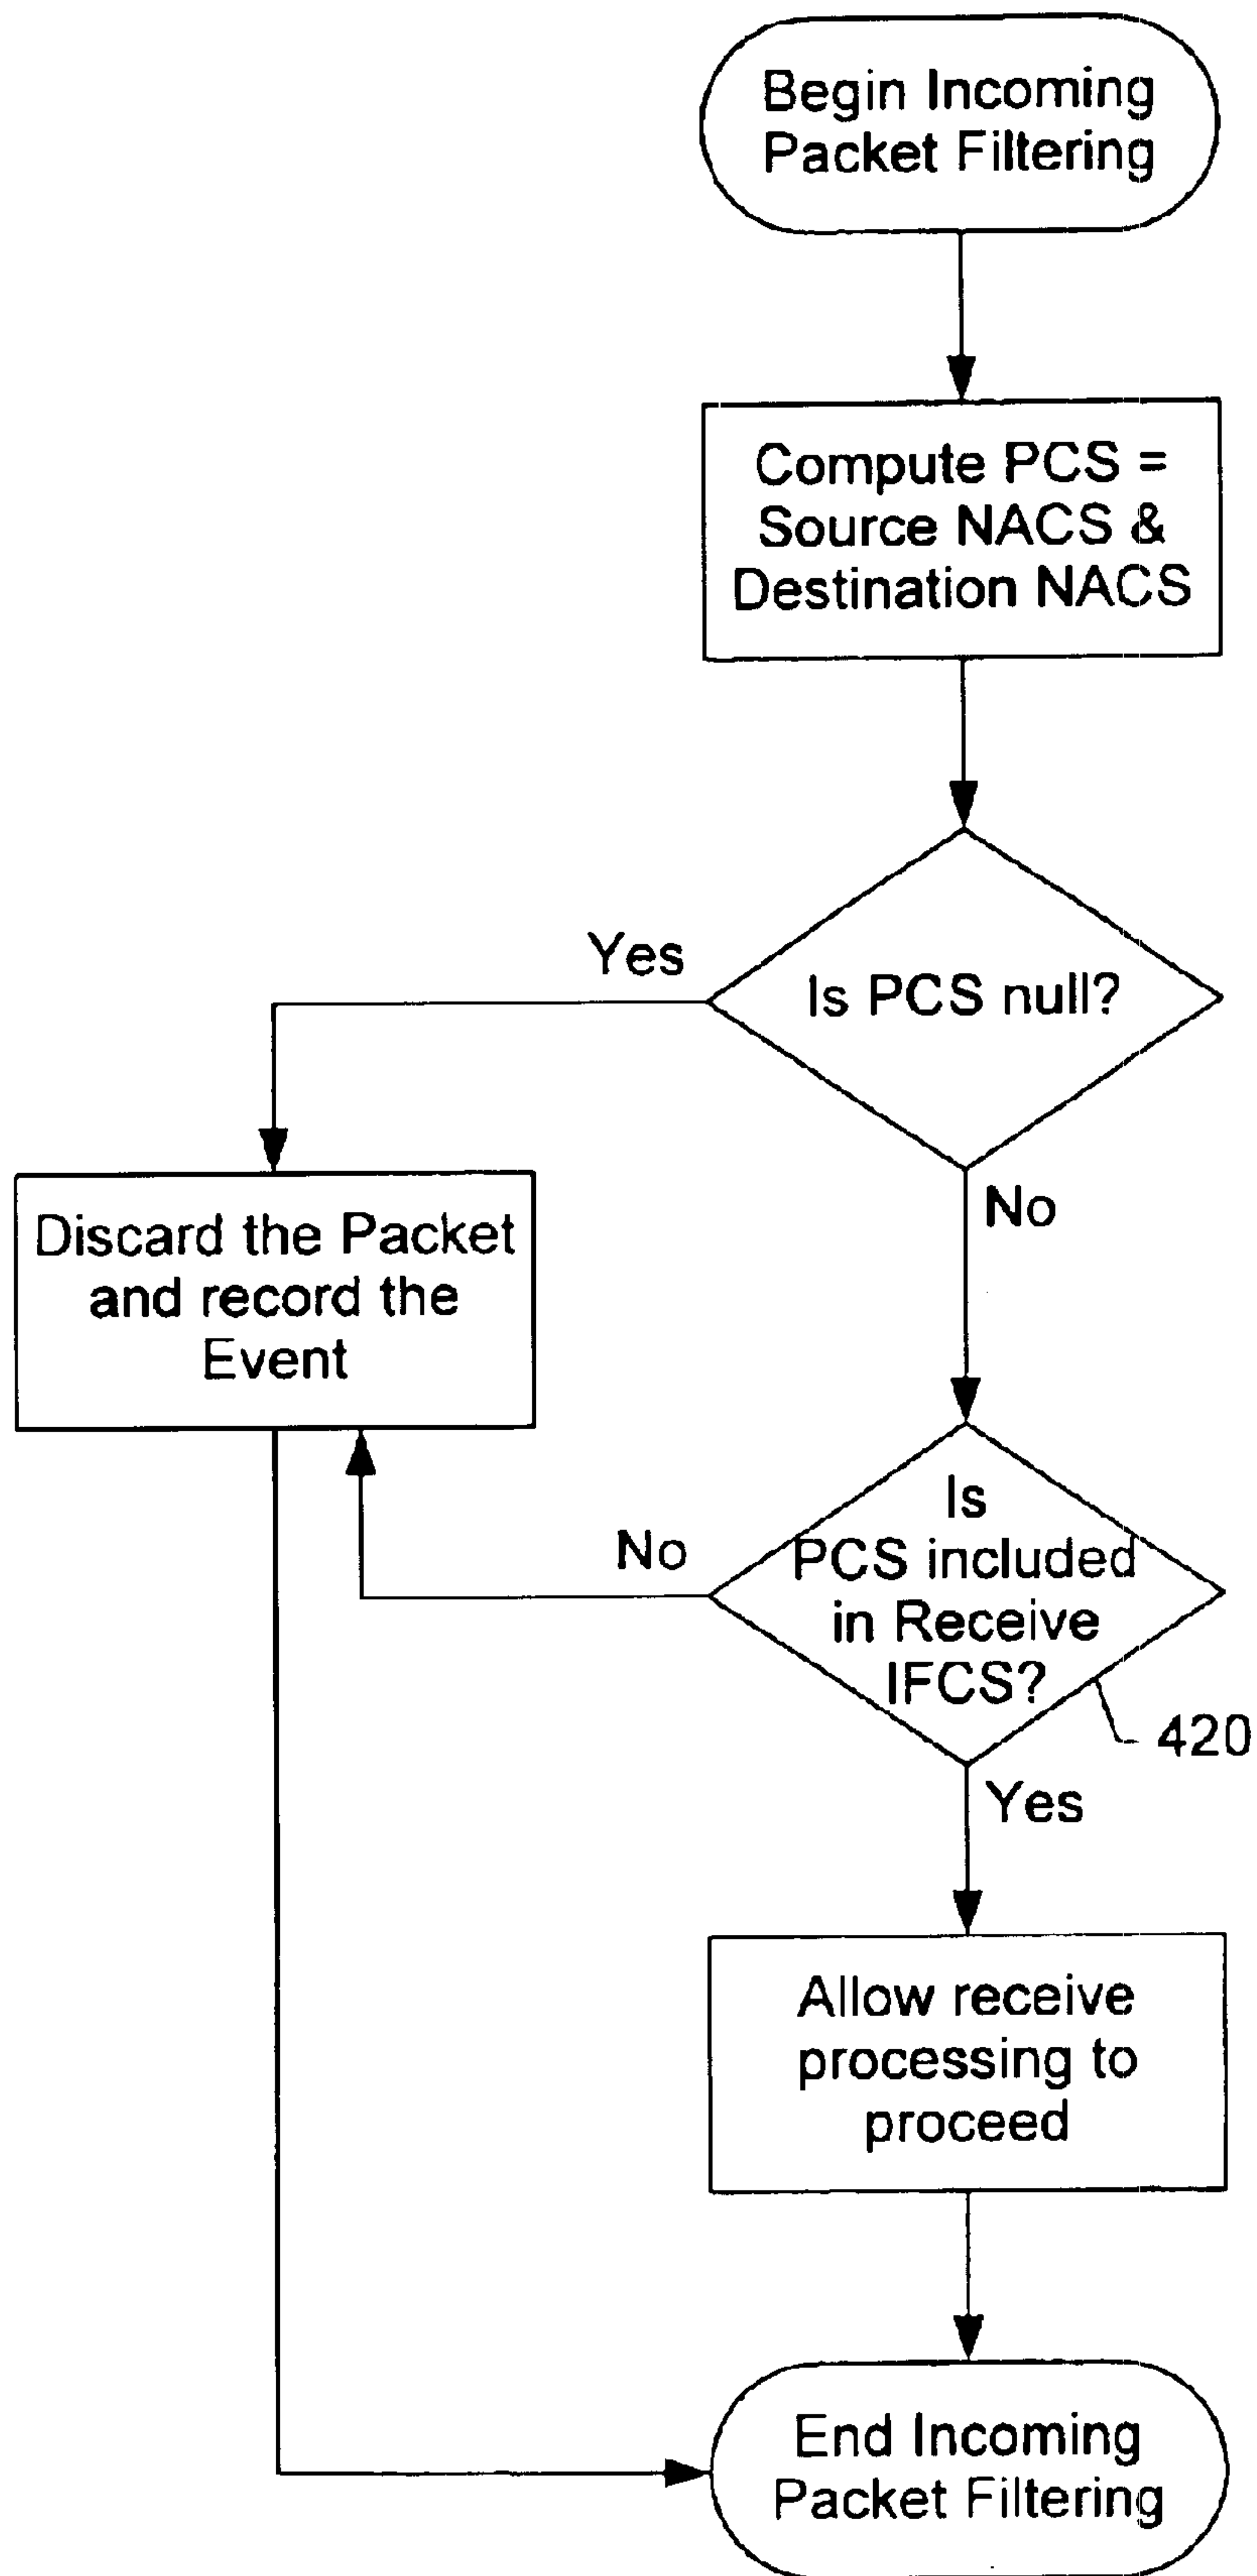 Begin Incoming
Packet Filtering
Compute PCS =
Source NACS &
Destination NACS
Yes
Is PCS null?
No
Discard the Packet
and record the
Event
No
Is
PCS included
in Receive
IFCS?
420
Yes
Allow receive
processing to
proceed
End Incoming
Packet Filtering